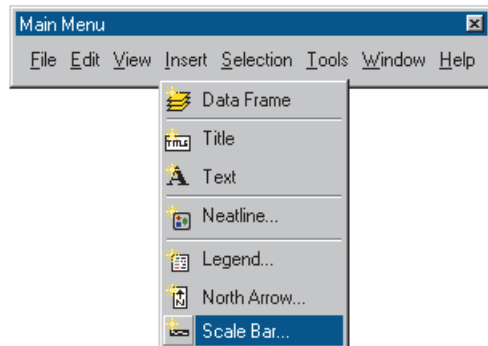 Main Menu
File Edit View Insert Selection Tools Window Help
Data Frame
Title
Text
Neatline...
Legend...
North Arrow...
Scale Bar...